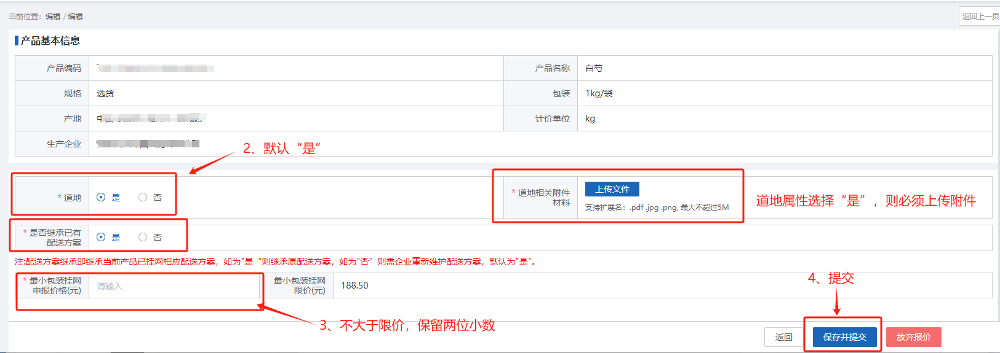 当前位置：编辑 / 编辑
返回上一页
产品基本信息
产品编码
产品名称 白芍
规格 选货
包装 1kg/袋
产地
计价单位 kg
生产企业
2、默认“是”
* 道地 是 否
* 道地相关附件材料 上传文件
支持扩展名：.pdf .jpg .png, 最大不超过5M
道地属性选择“是”，则必须上传附件
* 是否继承已有配送方案 是 否
注:配送方案继承即继承当前产品已挂网相应配送方案，如为"是“则继承原配送方案，如为"否”则需企业重新维护配送方案，默认为"是"。
* 最小包装挂网申报价格(元) 请输入
最小包装挂网限价(元) 188.50
4、提交
3、不大于限价，保留两位小数
返回 保存并提交 放弃报价